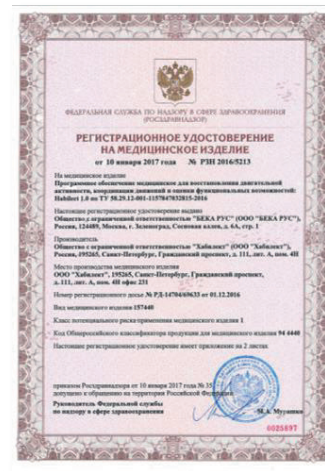 ФЕДЕРАЛЬНАЯ СЛУЖБА ПО НАДЗОРУ В СФЕРЕ ЗДРАВООХРАНЕНИЯ
(РОСЗДРАВНАДЗОР)
РЕГИСТРАЦИОННОЕ УДОСТОВЕРЕНИЕ
НА МЕДИЦИНСКОЕ ИЗДЕЛИЕ
от 10 января 2017 года № РЗН 2016/5213
На медицинское изделие
Программное обеспечение медицинское для восстановления двигательной
активности, координации движений и оценки функциональных возможностей:
Habilect 1.0 по ТУ 58.29.12-001-1157847032815-2016
Настоящее регистрационное удостоверение выдано
Общество с ограниченной ответственностью "БЕКА РУС" (ООО "БЕКА РУС"),
Россия, 124489, Москва, г. Зеленоград, Сосновая аллея, д. 6А, стр. 1
Производитель
Общество с ограниченной ответственностью "Хабилект" (ООО "Хабилект"),
Россия, 195265, Санкт-Петербург, Гражданский проспект, д. 111, лит. А, пом. 4Н
Место производства медицинского изделия
ООО "Хабилект", 195265, Санкт-Петербург, Гражданский проспект,
д. 111, лит. А, пом. 4Н офис 231
Номер регистрационного досье № РД-14704/69633 от 01.12.2016
Вид медицинского изделия 157440
Класс потенциального риска применения медицинского изделия 1
Код Общероссийского классификатора продукции для медицинского изделия 94 4440
Настоящее регистрационное удостоверение имеет приложение на 2 листах
приказом Росздравнадзора от 10 января 2017 года № 35
допущено к обращению на территории Российской Федерации
Руководитель Федеральной службы
по надзору в сфере здравоохранения
М.А. Мурашко
0025697